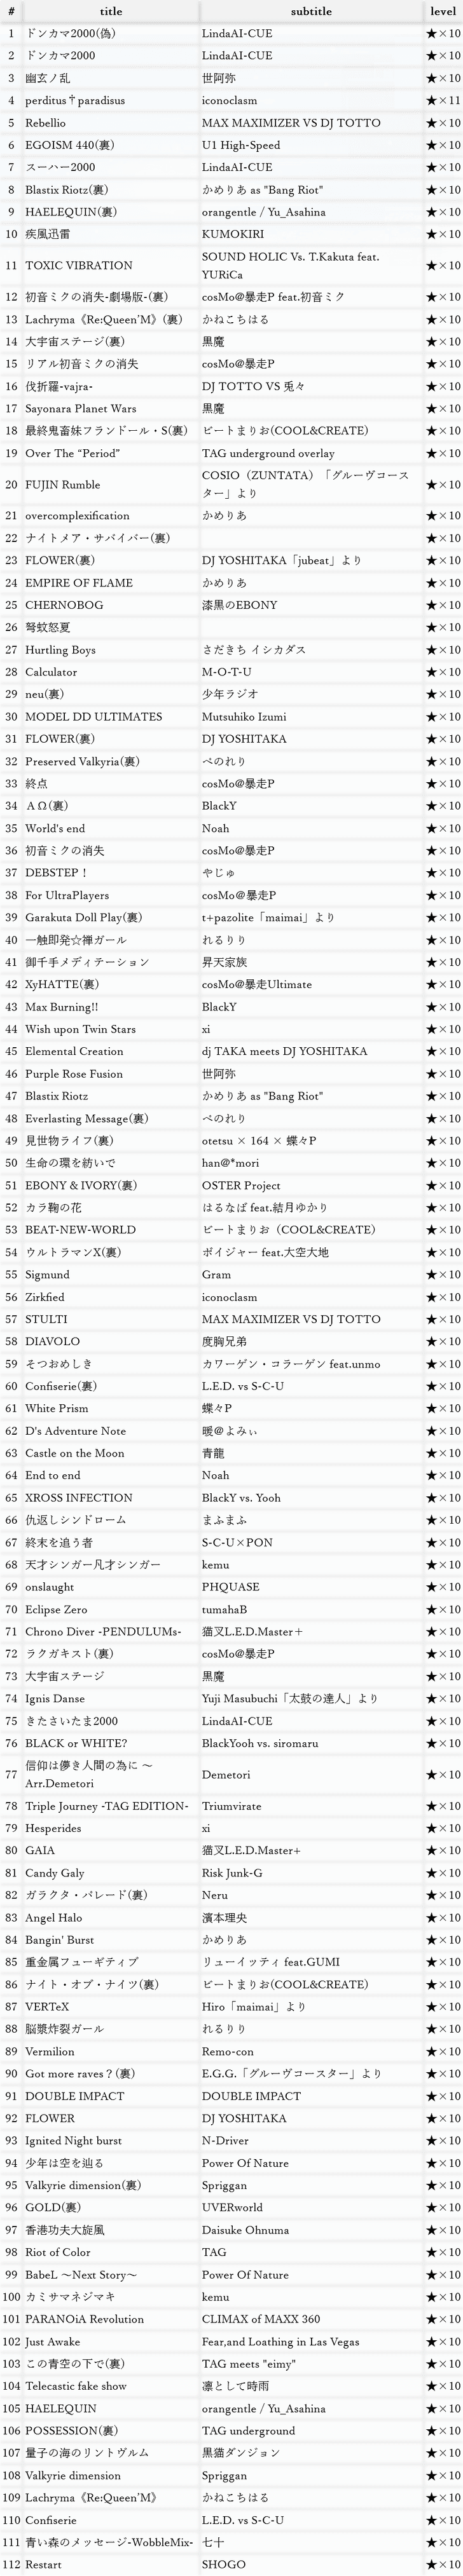 # title subtitle level
1 ドンカマ2000(偽) LindaAI-CUE ★×10
2 ドンカマ2000 LindaAI-CUE ★×10
3 幽玄ノ乱 世阿弥 ★×10
4 perditus†paradisus iconoclasm ★×11
5 Rebellio MAX MAXIMIZER VS DJ TOTTO ★×10
6 EGOISM 440(裏) U1 High-Speed ★×10
7 スーハー2000 LindaAI-CUE ★×10
8 Blastix Riotz(裏) かめりあ as "Bang Riot" ★×10
9 HAELEQUIN(裏) orangentle / Yu_Asahina ★×10
10 疾風迅雷 KUMOKIRI ★×10
11 TOXIC VIBRATION SOUND HOLIC Vs. T.Kakuta feat.
YURiCa ★×10
12 初音ミクの消失-劇場版-(裏) cosMo@暴走P feat.初音ミク ★×10
13 Lachryma《Re:Queen'M》(裏) かねこちはる ★×10
14 大宇宙ステージ(裏) 黒魔 ★×10
15 リアル初音ミクの消失 cosMo@暴走P ★×10
16 伐折羅-vajra- DJ TOTTO VS 兎々 ★×10
17 Sayonara Planet Wars 黒魔 ★×10
18 最終鬼畜妹フランドール・S(裏) ビートまりお(COOL&CREATE) ★×10
19 Over The “Period” TAG underground overlay ★×10
20 FUJIN Rumble COSIO（ZUNTATA）「グルーヴコース
ター」より ★×10
21 overcomplexification かめりあ ★×10
22 ナイトメア・サバイバー(裏) ★×10
23 FLOWER(裏) DJ YOSHITAKA「jubeat」より ★×10
24 EMPIRE OF FLAME かめりあ ★×10
25 CHERNOBOG 漆黒のEBONY ★×10
26 弩蚊怒夏 ★×10
27 Hurtling Boys さだきち イシカダス ★×10
28 Calculator M-O-T-U ★×10
29 neu(裏) 少年ラジオ ★×10
30 MODEL DD ULTIMATES Mutsuhiko Izumi ★×10
31 FLOWER(裏) DJ YOSHITAKA ★×10
32 Preserved Valkyria(裏) ぺのれり ★×10
33 終点 cosMo@暴走P ★×10
34 ΑΩ(裏) BlackY ★×10
35 World's end Noah ★×10
36 初音ミクの消失 cosMo@暴走P ★×10
37 DEBSTEP！ やじゅ ★×10
38 For UltraPlayers cosMo@暴走P ★×10
39 Garakuta Doll Play(裏) t+pazolite「maimai」より ★×10
40 一触即発☆禅ガール れるりり ★×10
41 御千手メディテーション 昇天家族 ★×10
42 XyHATTE(裏) cosMo@暴走Ultimate ★×10
43 Max Burning!! BlackY ★×10
44 Wish upon Twin Stars xi ★×10
45 Elemental Creation dj TAKA meets DJ YOSHITAKA ★×10
46 Purple Rose Fusion 世阿弥 ★×10
47 Blastix Riotz かめりあ as "Bang Riot" ★×10
48 Everlasting Message(裏) ぺのれり ★×10
49 見世物ライフ(裏) otetsu × 164 × 蝶々P ★×10
50 生命の環を紡いで han@*mori ★×10
51 EBONY & IVORY(裏) OSTER Project ★×10
52 カラ鞠の花 はるなば feat.結月ゆかり ★×10
53 BEAT-NEW-WORLD ビートまりお（COOL&CREATE） ★×10
54 ウルトラマンX(裏) ボイジャー feat.大空大地 ★×10
55 Sigmund Gram ★×10
56 Zirkfied iconoclasm ★×10
57 STULTI MAX MAXIMIZER VS DJ TOTTO ★×10
58 DIAVOLO 度胸兄弟 ★×10
59 そつおめしき カワーゲン・コラーゲン feat.unmo ★×10
60 Confiserie(裏) L.E.D. vs S-C-U ★×10
61 White Prism 蝶々P ★×10
62 D's Adventure Note 暖@よみぃ ★×10
63 Castle on the Moon 青龍 ★×10
64 End to end Noah ★×10
65 XROSS INFECTION BlackY vs. Yooh ★×10
66 仇返しシンドローム まふまふ ★×10
67 終末を追う者 S-C-U×PON ★×10
68 天才シンガー凡才シンガー kemu ★×10
69 onslaught PHQUASE ★×10
70 Eclipse Zero tumahaB ★×10
71 Chrono Diver -PENDULUMs- 猫叉L.E.D.Master＋ ★×10
72 ラクガキスト(裏) cosMo@暴走P ★×10
73 大宇宙ステージ 黒魔 ★×10
74 Ignis Danse Yuji Masubuchi「太鼓の達人」より ★×10
75 きたさいたま2000 LindaAI-CUE ★×10
76 BLACK or WHITE? BlackYooh vs. siromaru ★×10
77 信仰は儚き人間の為に ～
Arr.Demetori Demetori ★×10
78 Triple Journey -TAG EDITION- Triumvirate ★×10
79 Hesperides xi ★×10
80 GAIA 猫叉L.E.D.Master+ ★×10
81 Candy Galy Risk Junk-G ★×10
82 ガラクタ・パレード(裏) Neru ★×10
83 Angel Halo 濱本理央 ★×10
84 Bangin' Burst かめりあ ★×10
85 重金属フューギティブ リューイッティ feat.GUMI ★×10
86 ナイト・オブ・ナイツ(裏) ビートまりお(COOL&CREATE) ★×10
87 VERTeX Hiro「maimai」より ★×10
88 脳漿炸裂ガール れるりり ★×10
89 Vermilion Remo-con ★×10
90 Got more raves？(裏) E.G.G.「グルーヴコースター」より ★×10
91 DOUBLE IMPACT DOUBLE IMPACT ★×10
92 FLOWER DJ YOSHITAKA ★×10
93 Ignited Night burst N-Driver ★×10
94 少年は空を辿る Power Of Nature ★×10
95 Valkyrie dimension(裏) Spriggan ★×10
96 GOLD(裏) UVERworld ★×10
97 香港功夫大旋風 Daisuke Ohnuma ★×10
98 Riot of Color TAG ★×10
99 BabeL ～Next Story～ Power Of Nature ★×10
100 カミサマネジマキ kemu ★×10
101 PARANOiA Revolution CLIMAX of MAXX 360 ★×10
102 Just Awake Fear,and Loathing in Las Vegas ★×10
103 この青空の下で(裏) TAG meets "eimy" ★×10
104 Telecastic fake show 凛として時雨 ★×10
105 HAELEQUIN orangentle / Yu_Asahina ★×10
106 POSSESSION(裏) TAG underground ★×10
107 量子の海のリントヴルム 黒猫ダンジョン ★×10
108 Valkyrie dimension Spriggan ★×10
109 Lachryma《Re:Queen'M》 かねこちはる ★×10
110 Confiserie L.E.D. vs S-C-U ★×10
111 青い森のメッセージ-WobbleMix- 七十 ★×10
112 Restart SHOGO ★×10